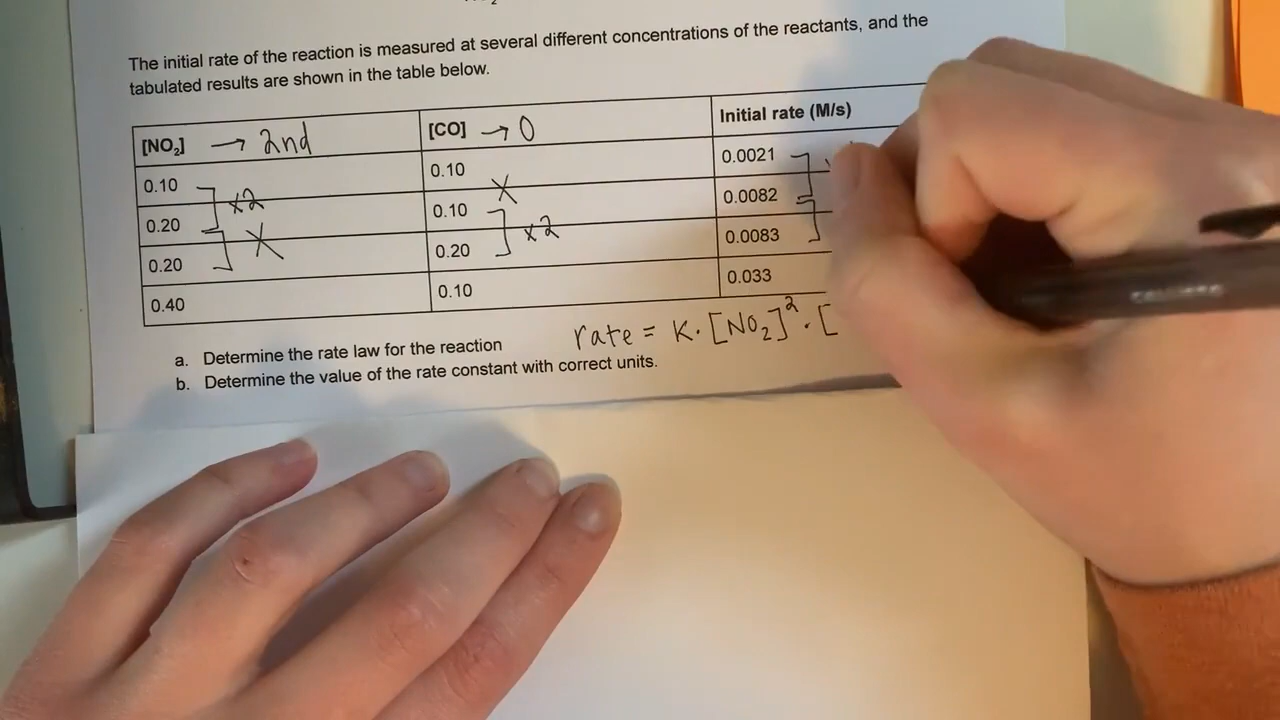 The initial rate of the reaction is measured at several different concentrations of the reactants, and the
tabulated results are shown in the table below.
[NO₂] → 2nd [CO] → 0 Initial rate (M/s)
0.10 0.10 0.0021
x2 X
0.20 0.10 0.0082
X x2
0.20 0.20 0.0083
0.40 0.10 0.033
rate = K·[NO₂]²·[
a. Determine the rate law for the reaction
b. Determine the value of the rate constant with correct units.